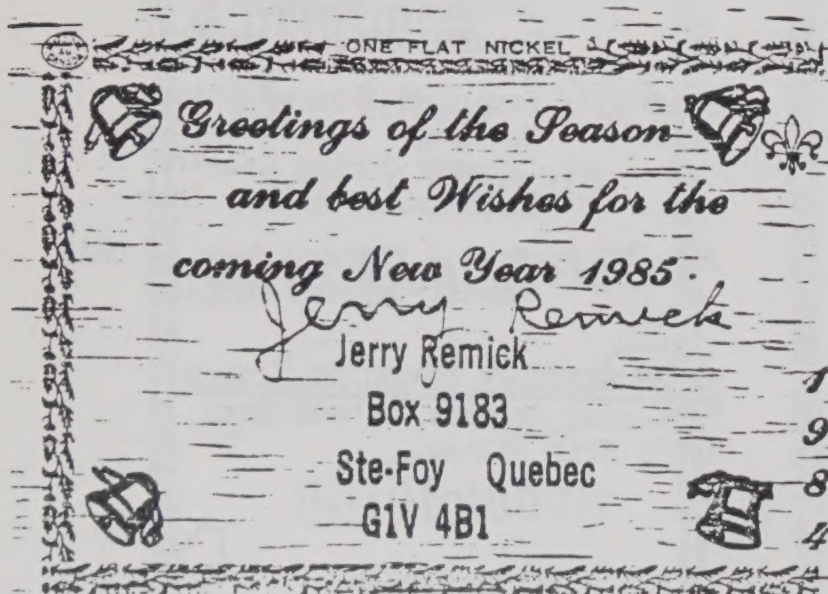 ONE FLAT NICKEL
Greetings of the Season
and best Wishes for the
coming New Year 1985.
Jerry Remick
Jerry Remick
Box 9183
Ste-Foy Quebec
G1V 4B1
1
9
8
4